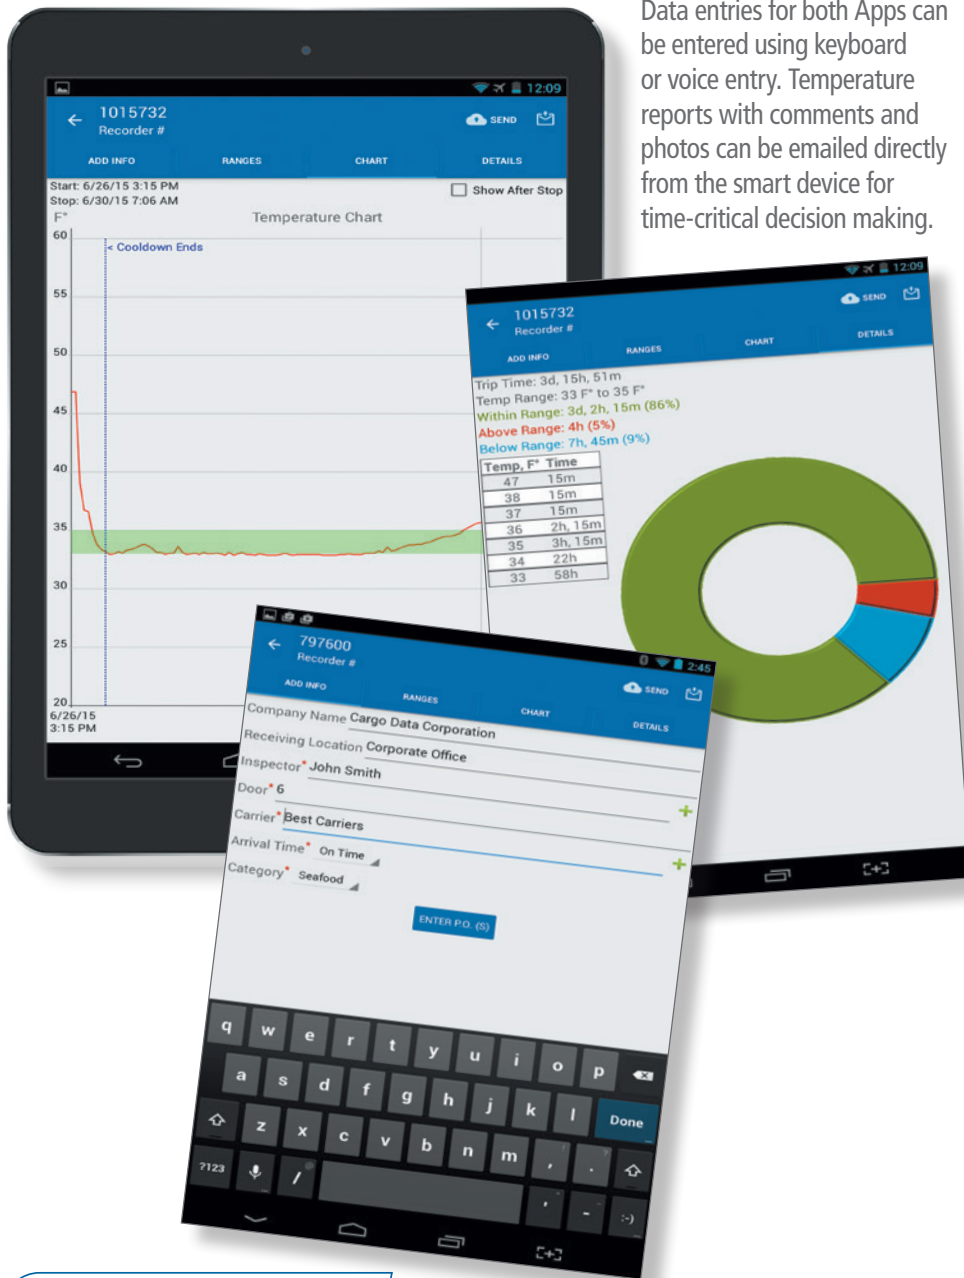 Data entries for both Apps can
be entered using keyboard
or voice entry. Temperature
reports with comments and
photos can be emailed directly
from the smart device for
time-critical decision making.
12:09
1015732
Recorder #
SEND
ADD INFO RANGES CHART DETAILS
Start: 6/26/15 3:15 PM
Stop: 6/30/15 7:06 AM
Show After Stop
F°
Temperature Chart
60
< Cooldown Ends
55
50
45
40
35
30
25
20
6/26/15
3:15 PM
12:09
1015732
Recorder #
SEND
ADD INFO RANGES CHART DETAILS
Trip Time: 3d, 15h, 51m
Temp Range: 33 F° to 35 F°
Within Range: 3d, 2h, 15m (86%)
Above Range: 4h (5%)
Below Range: 7h, 45m (9%)
Temp, F° Time
47 15m
38 15m
37 15m
36 2h, 15m
35 3h, 15m
34 22h
33 58h
2:45
797600
Recorder #
SEND
ADD INFO RANGES CHART DETAILS
Company Name Cargo Data Corporation
Receiving Location Corporate Office
Inspector* John Smith
Door* 6
Carrier* Best Carriers
Arrival Time* On Time
Category* Seafood
ENTER P.O. (S)
q w e r t y u i o p
a s d f g h j k l Done
z x c v b n m , .
?123 / ' - :-)